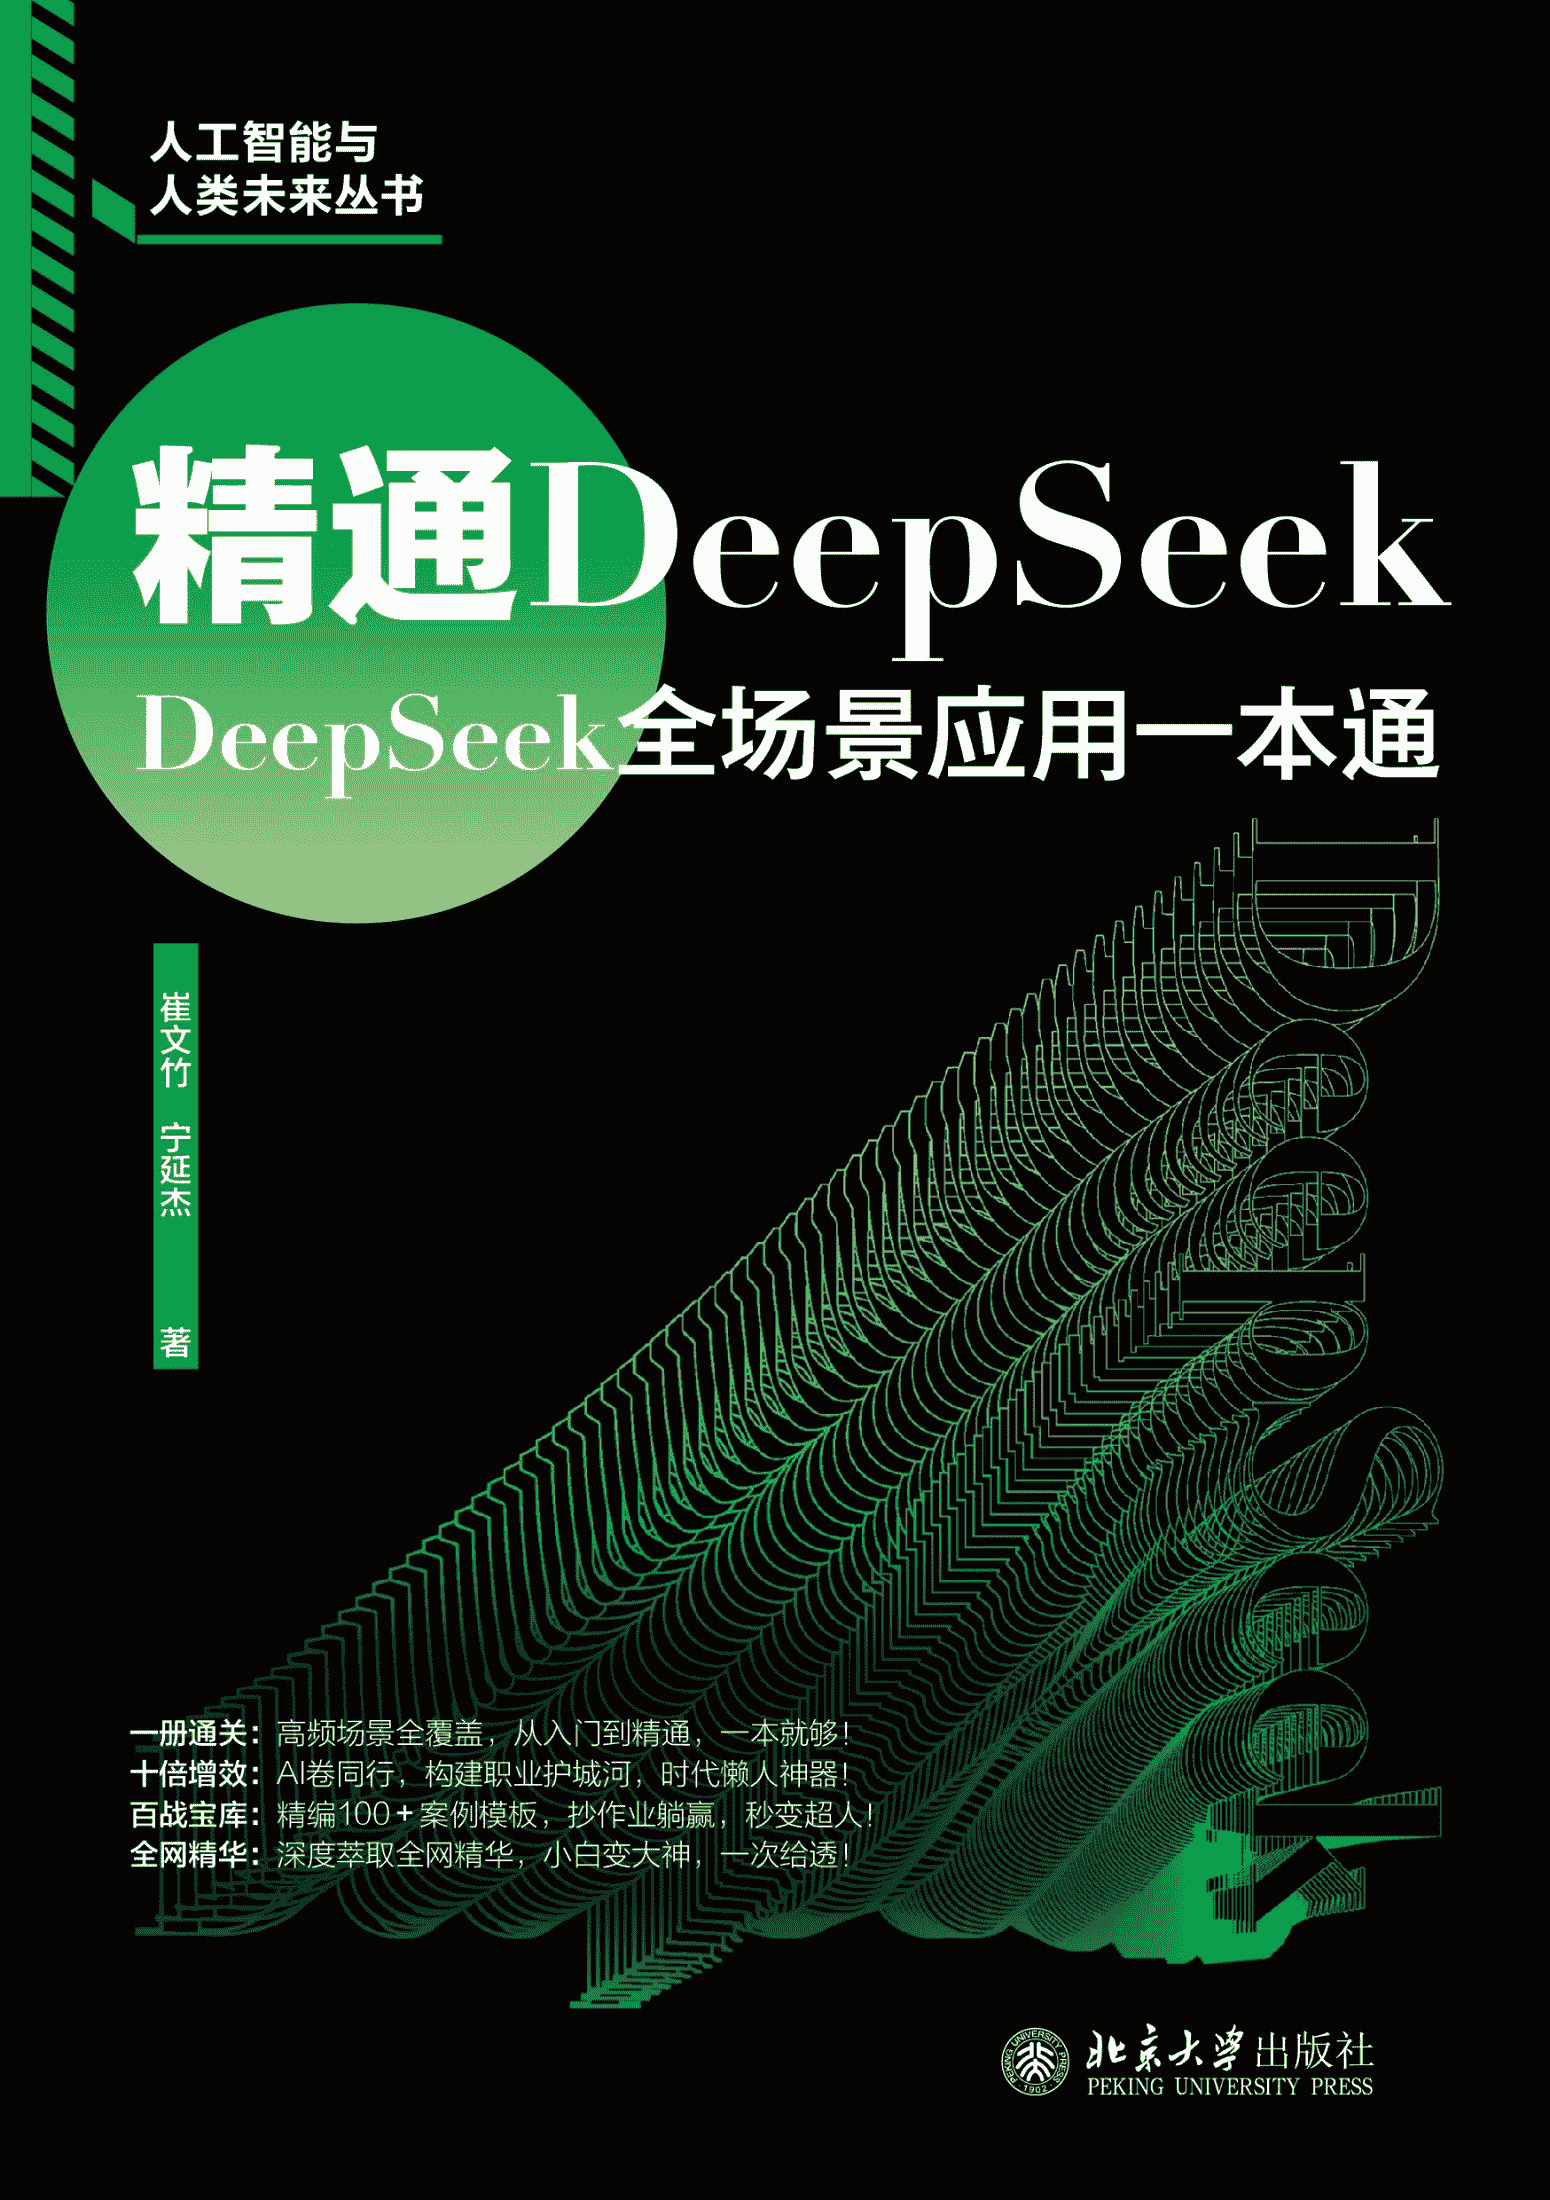 人工智能与
人类未来丛书
精通DeepSeek
DeepSeek全场景应用一本通
崔文竹 宁延杰 著
一册通关：高频场景全覆盖，从入门到精通，一本就够！
十倍增效：AI卷同行，构建职业护城河，时代懒人神器！
百战宝库：精编100+案例模板，抄作业躺赢，秒变超人！
全网精华：深度萃取全网精华，小白变大神，一次给透！
PEKING UNIVERSITY PRESS
·1902·
北京大学出版社
PEKING UNIVERSITY PRESS